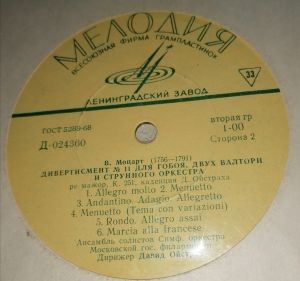 МЕЛОДИЯ
ВСЕСОЮЗНАЯ ФИРМА ГРАМПЛАСТИНОК
33
ЛЕНИНГРАДСКИЙ ЗАВОД
ГОСТ 5289-68
Д-024360
вторая гр
1-00
Сторона 2
В. Моцарт (1756—1791)
ДИВЕРТИСМЕНТ № 11 ДЛЯ ГОБОЯ, ДВУХ ВАЛТОРН
И СТРУННОГО ОРКЕСТРА
ре мажор, К. 251, каденции Д. Ойстраха
1. Allegro molto 2. Menuetto
3. Andantino. Adagio. Allegretto
4. Menuetto (Tema con variazioni)
5. Rondo. Allegro assai
6. Marcia alla francese
Ансамбль солистов Симф. оркестра
Московской гос. филармонии
Дирижер Давид Ойстрах